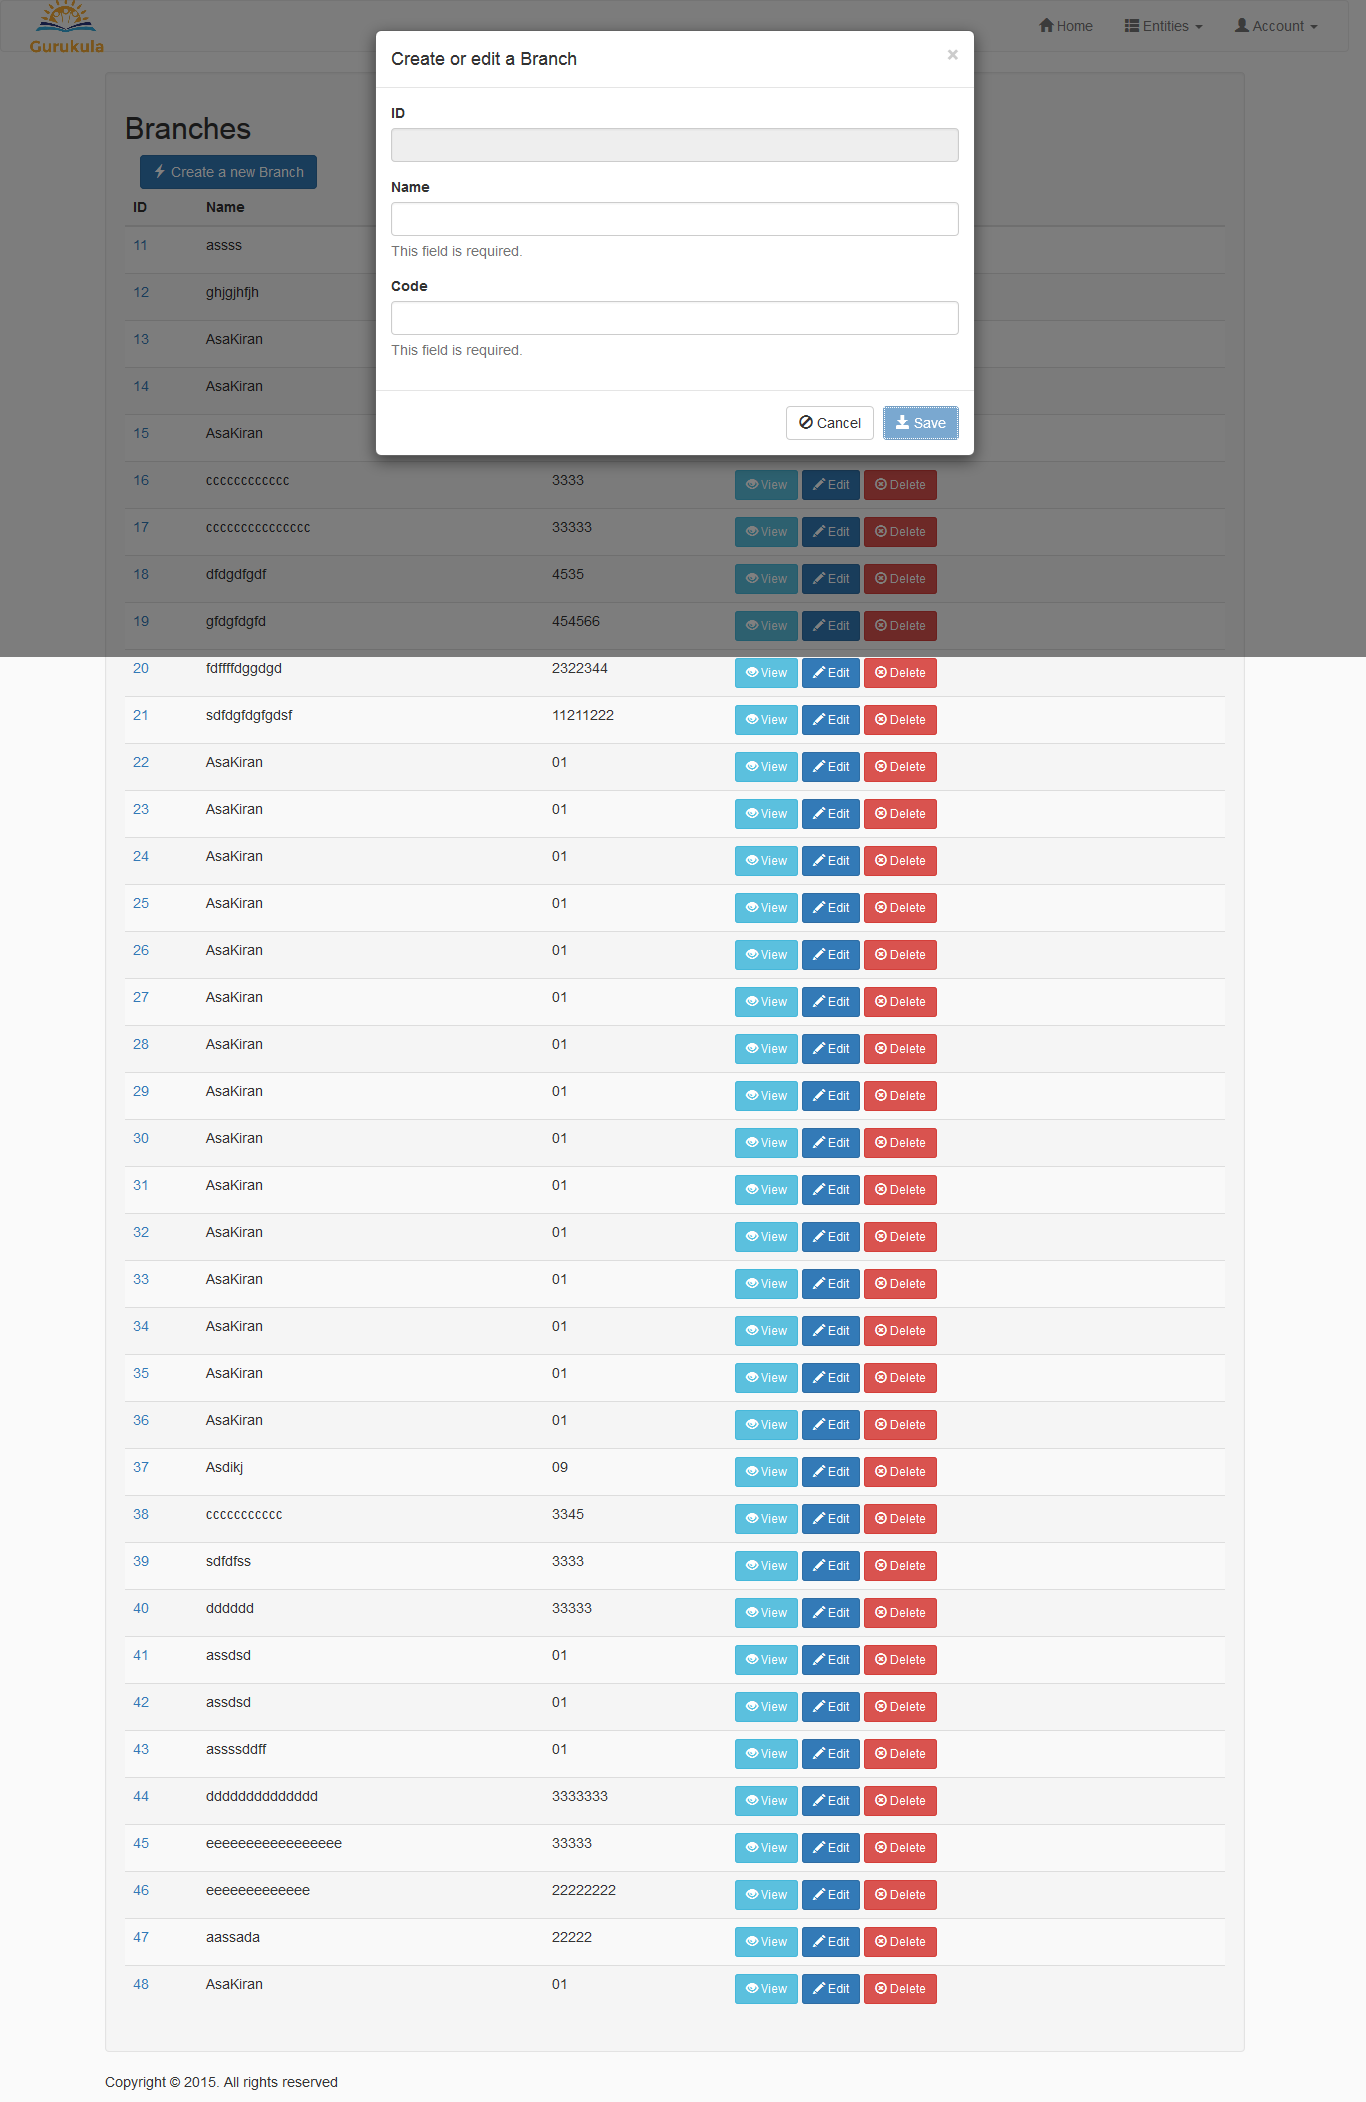 Gurukula
Home Entities Account
Create or edit a Branch ×
ID
Name
This field is required.
Code
This field is required.
Cancel Save
Branches
Create a new Branch
ID Name
11 assss
12 ghjgjhfjh
13 AsaKiran
14 AsaKiran
15 AsaKiran
16 cccccccccccc 3333 View Edit Delete
17 ccccccccccccccc 33333 View Edit Delete
18 dfdgdfgdf 4535 View Edit Delete
19 gfdgfdgfd 454566 View Edit Delete
20 fdffffdggdgd 2322344 View Edit Delete
21 sdfdgfdgfgdsf 11211222 View Edit Delete
22 AsaKiran 01 View Edit Delete
23 AsaKiran 01 View Edit Delete
24 AsaKiran 01 View Edit Delete
25 AsaKiran 01 View Edit Delete
26 AsaKiran 01 View Edit Delete
27 AsaKiran 01 View Edit Delete
28 AsaKiran 01 View Edit Delete
29 AsaKiran 01 View Edit Delete
30 AsaKiran 01 View Edit Delete
31 AsaKiran 01 View Edit Delete
32 AsaKiran 01 View Edit Delete
33 AsaKiran 01 View Edit Delete
34 AsaKiran 01 View Edit Delete
35 AsaKiran 01 View Edit Delete
36 AsaKiran 01 View Edit Delete
37 Asdikj 09 View Edit Delete
38 ccccccccccc 3345 View Edit Delete
39 sdfdfss 3333 View Edit Delete
40 dddddd 33333 View Edit Delete
41 assdsd 01 View Edit Delete
42 assdsd 01 View Edit Delete
43 assssddff 01 View Edit Delete
44 dddddddddddddd 3333333 View Edit Delete
45 eeeeeeeeeeeeeeeee 33333 View Edit Delete
46 eeeeeeeeeeeee 22222222 View Edit Delete
47 aassada 22222 View Edit Delete
48 AsaKiran 01 View Edit Delete
Copyright © 2015. All rights reserved